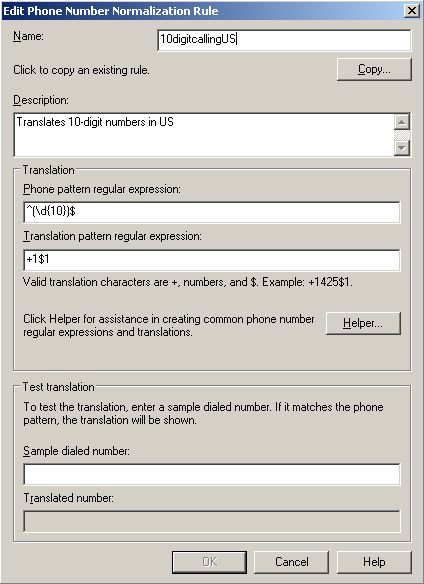 Edit Phone Number Normalization Rule
Name:
10digitcallingUS
Click to copy an existing rule.
Copy...
Description:
Translates 10-digit numbers in US
Translation
Phone pattern regular expression:
^(\d{10})$
Translation pattern regular expression:
+1$1
Valid translation characters are +, numbers, and $. Example: +1425$1.
Click Helper for assistance in creating common phone number
regular expressions and translations.
Helper...
Test translation
To test the translation, enter a sample dialed number. If it matches the phone
pattern, the translation will be shown.
Sample dialed number:
Translated number:
OK
Cancel
Help